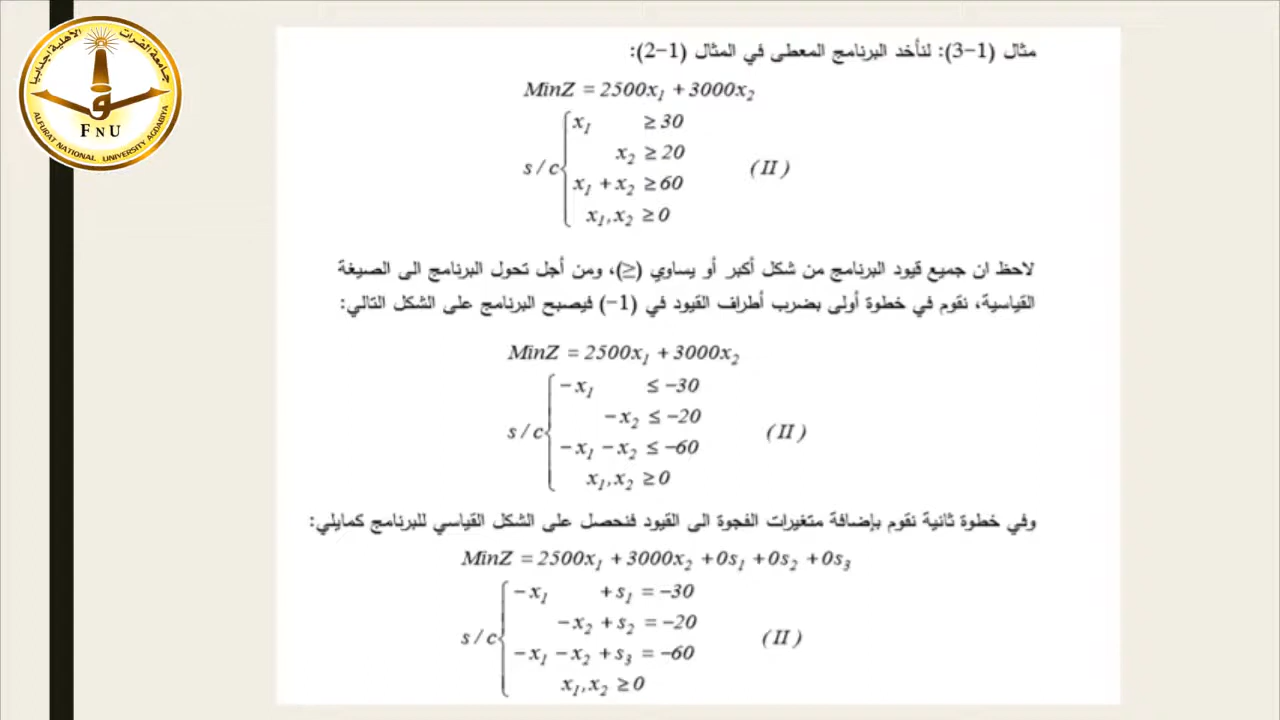 جامعة الفرات الأهلية اجدابيا
FNU
ALFURAT NATIONAL UNIVERSITY AGDABIYA
مثال (1-3): لنأخد البرنامج المعطى في المثال (1-2):
MinZ = 2500x₁ + 3000x₂
x₁ ≥ 30
x₂ ≥ 20
s/c (II)
x₁ + x₂ ≥ 60
x₁,x₂ ≥ 0
لاحظ ان جميع قيود البرنامج من شكل أكبر أو يساوي (≥)، ومن أجل تحول البرنامج الى الصيغة
القياسية، نقوم في خطوة أولى بضرب أطراف القيود في (1-) فيصبح البرنامج على الشكل التالي:
MinZ = 2500x₁ + 3000x₂
-x₁ ≤ -30
-x₂ ≤ -20
s/c (II)
-x₁ - x₂ ≤ -60
x₁,x₂ ≥ 0
وفي خطوة ثانية نقوم بإضافة متغيرات الفجوة الى القيود فنحصل على الشكل القياسي للبرنامج كمايلي:
MinZ = 2500x₁ + 3000x₂ + 0s₁ + 0s₂ + 0s₃
-x₁ + s₁ = -30
-x₂ + s₂ = -20
s/c (II)
-x₁ - x₂ + s₃ = -60
x₁,x₂ ≥ 0